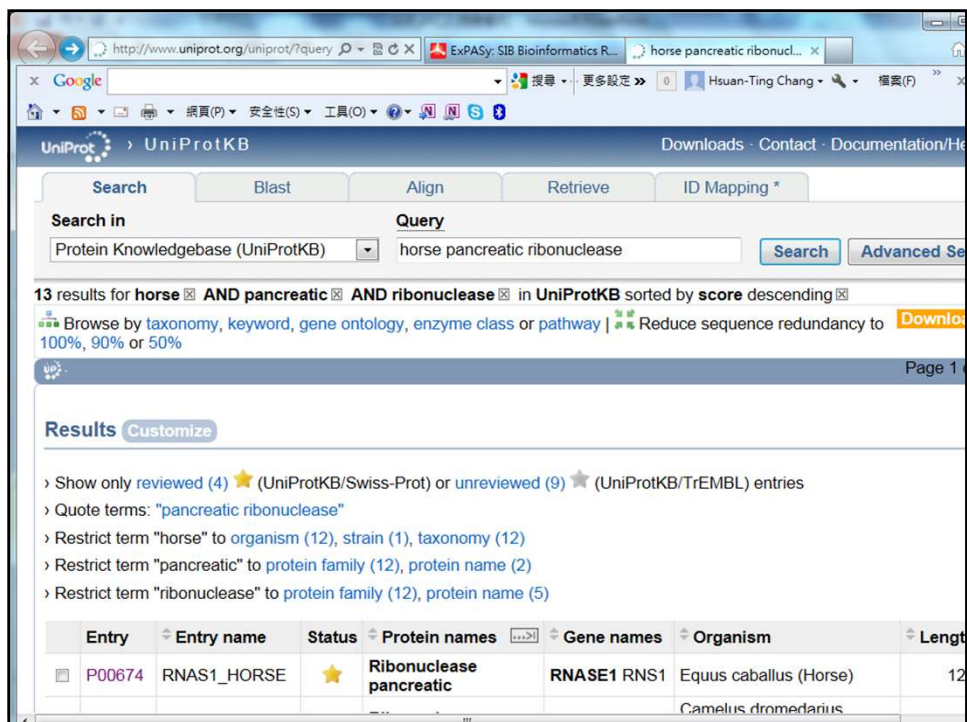 http://www.uniprot.org/uniprot/?query
ExPASy: SIB Bioinformatics R...
horse pancreatic ribonucl...
x Google
搜尋
更多設定 »
0
Hsuan-Ting Chang
檔案(F)
網頁(P)
安全性(S)
工具(O)
UniProt › UniProtKB
Downloads · Contact · Documentation/He
Search Blast Align Retrieve ID Mapping *
Search in Query
Protein Knowledgebase (UniProtKB) horse pancreatic ribonuclease Search Advanced Se
13 results for horse AND pancreatic AND ribonuclease in UniProtKB sorted by score descending
Browse by taxonomy, keyword, gene ontology, enzyme class or pathway | Reduce sequence redundancy to Downloa
100%, 90% or 50%
Page 1
Results Customize
› Show only reviewed (4) (UniProtKB/Swiss-Prot) or unreviewed (9) (UniProtKB/TrEMBL) entries
› Quote terms: "pancreatic ribonuclease"
› Restrict term "horse" to organism (12), strain (1), taxonomy (12)
› Restrict term "pancreatic" to protein family (12), protein name (2)
› Restrict term "ribonuclease" to protein family (12), protein name (5)
Entry Entry name Status Protein names Gene names Organism Lengt
P00674 RNAS1_HORSE Ribonuclease pancreatic RNASE1 RNS1 Equus caballus (Horse) 12
Camelus dromedarius